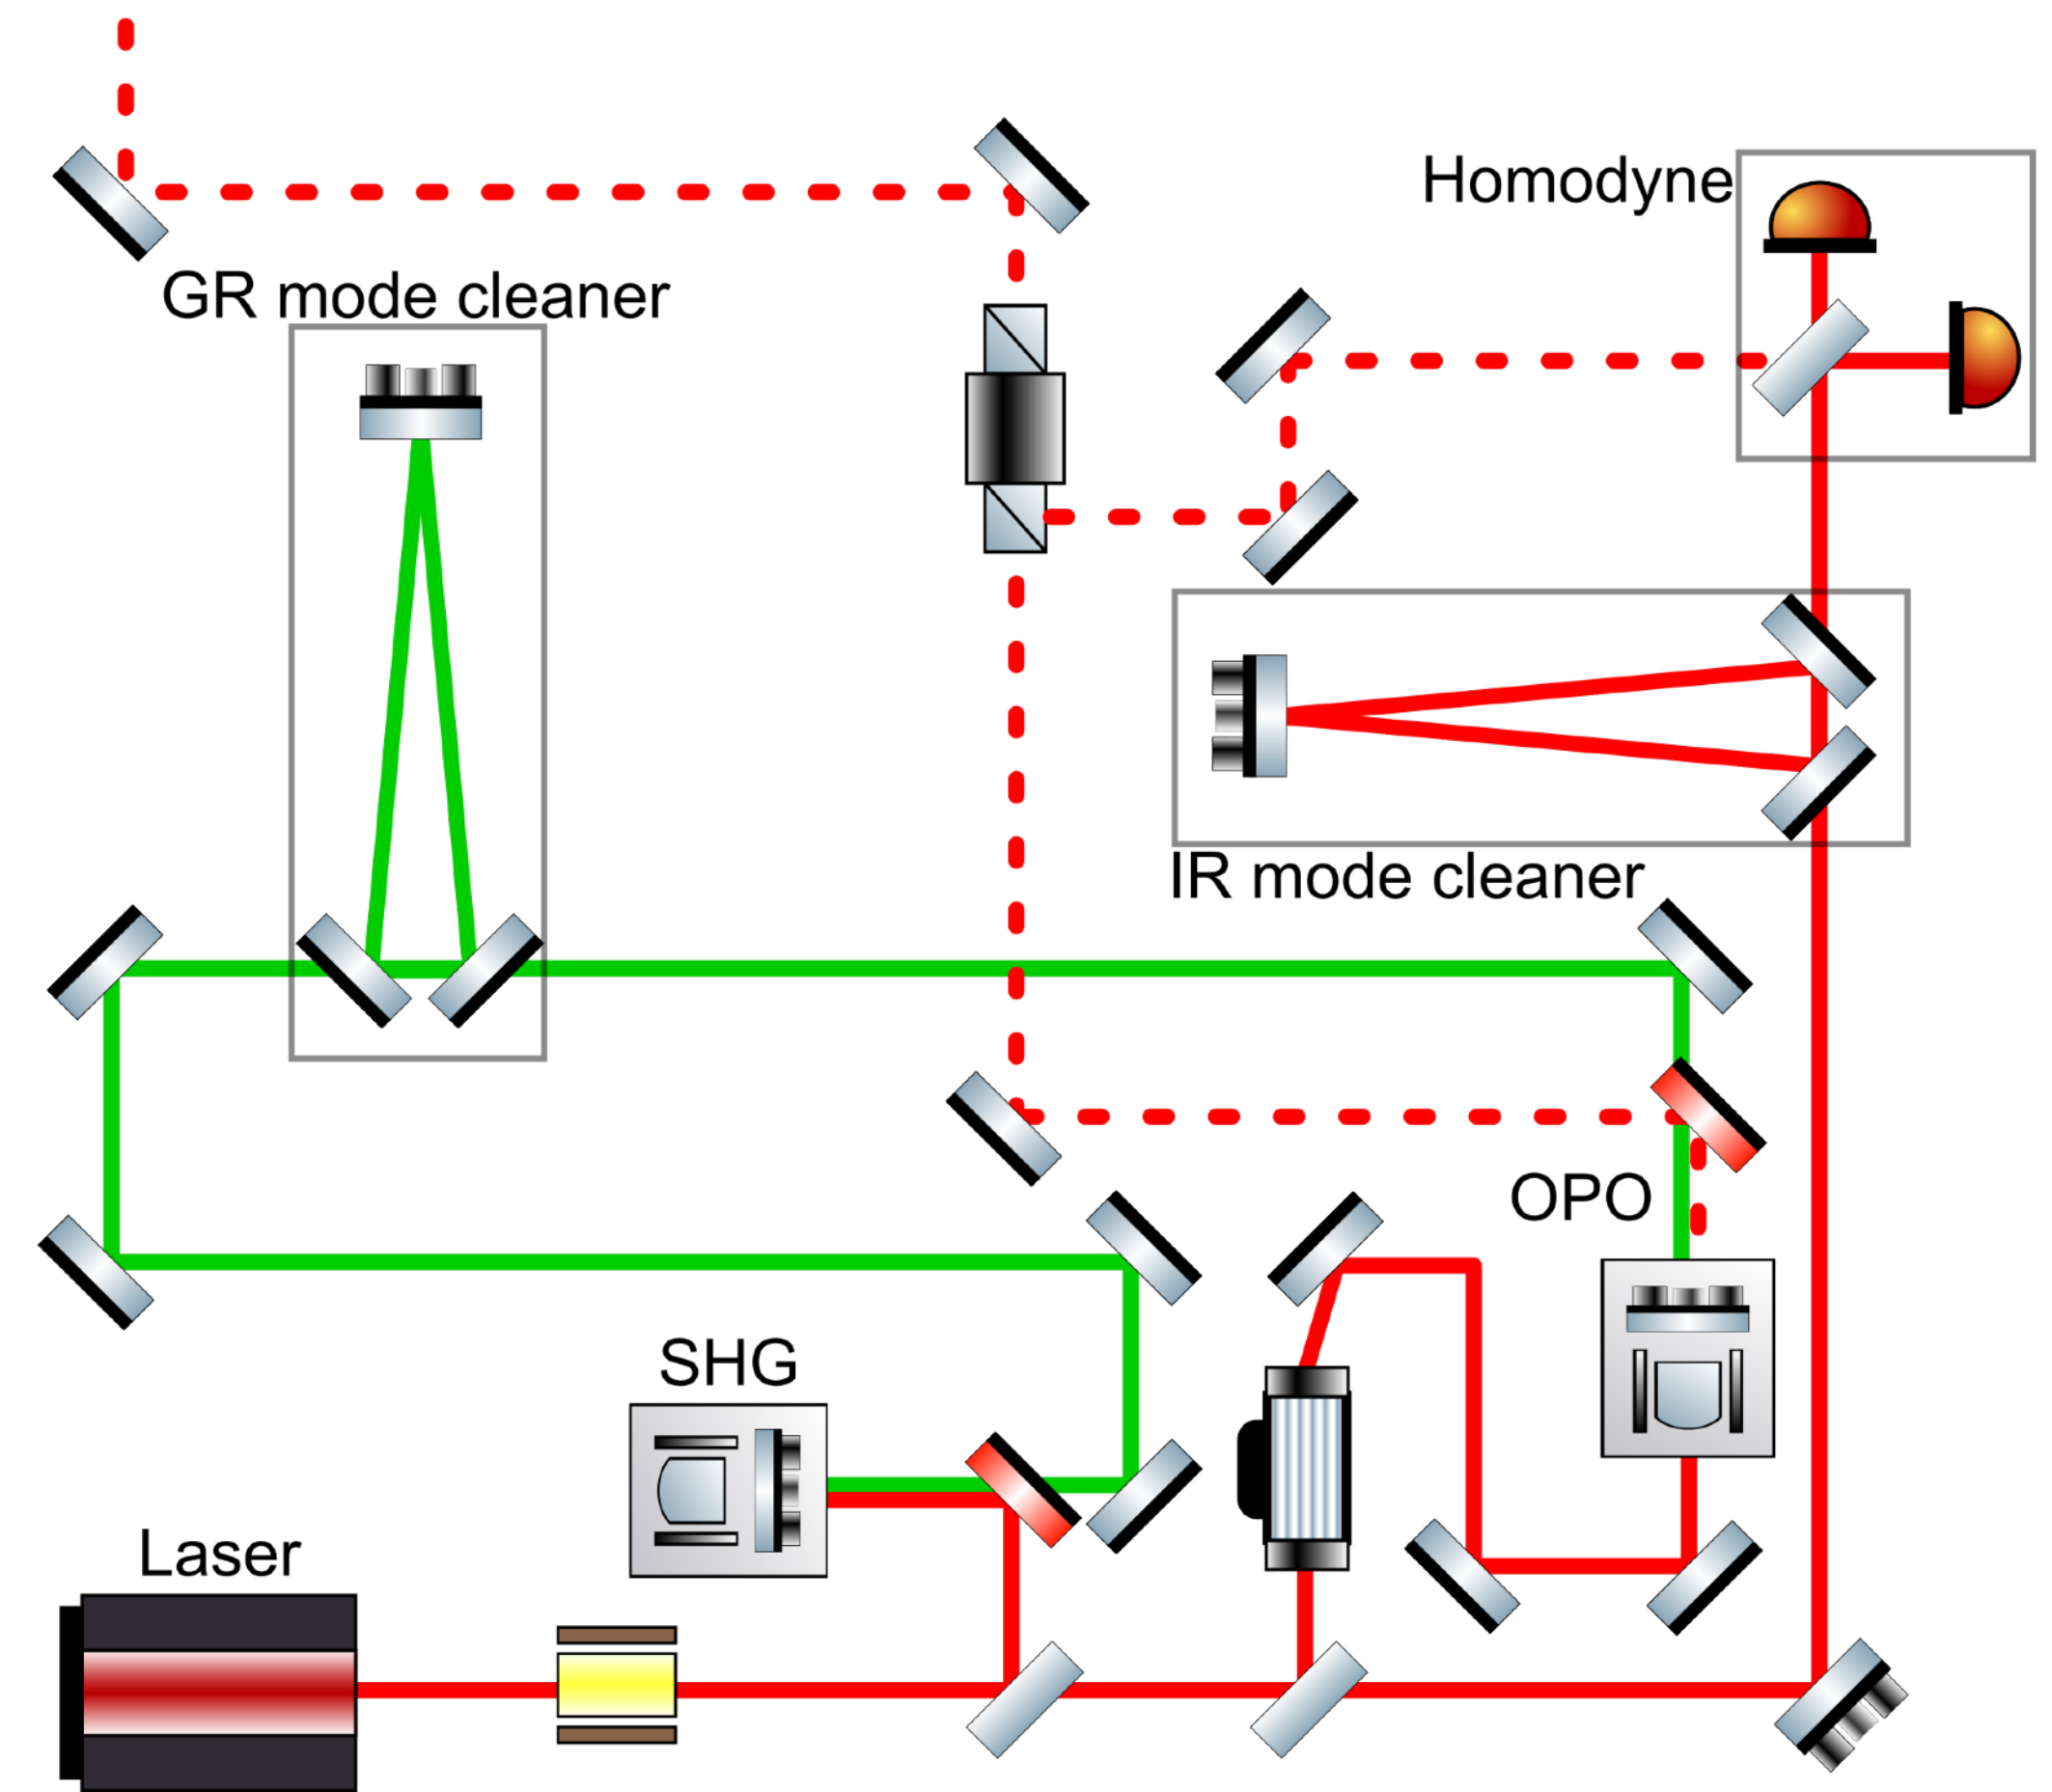 Homodyne
GR mode cleaner
IR mode cleaner
OPO
SHG
Laser